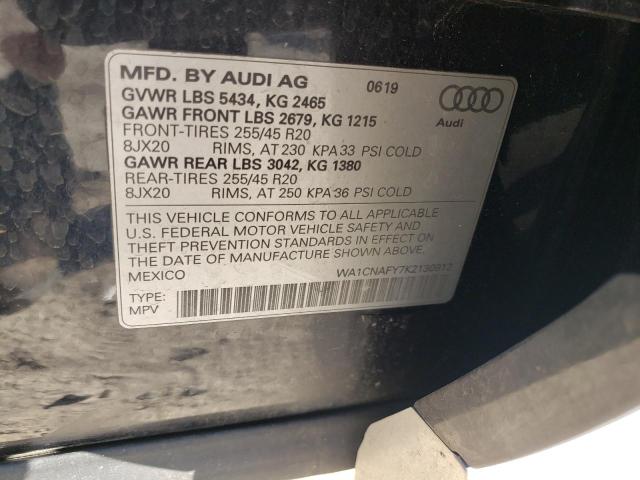 MFD. BY AUDI AG 0619
GVWR LBS 5434, KG 2465
GAWR FRONT LBS 2679, KG 1215
FRONT-TIRES 255/45 R20
8JX20 RIMS, AT 230 KPA 33 PSI COLD
GAWR REAR LBS 3042, KG 1380
REAR-TIRES 255/45 R20
8JX20 RIMS, AT 250 KPA 36 PSI COLD
Audi
THIS VEHICLE CONFORMS TO ALL APPLICABLE
U.S. FEDERAL MOTOR VEHICLE SAFETY AND
THEFT PREVENTION STANDARDS IN EFFECT ON
THE DATE OF MANUFACTURE SHOWN ABOVE.
MEXICO
WA1CNAFY7K2130912
TYPE:
MPV